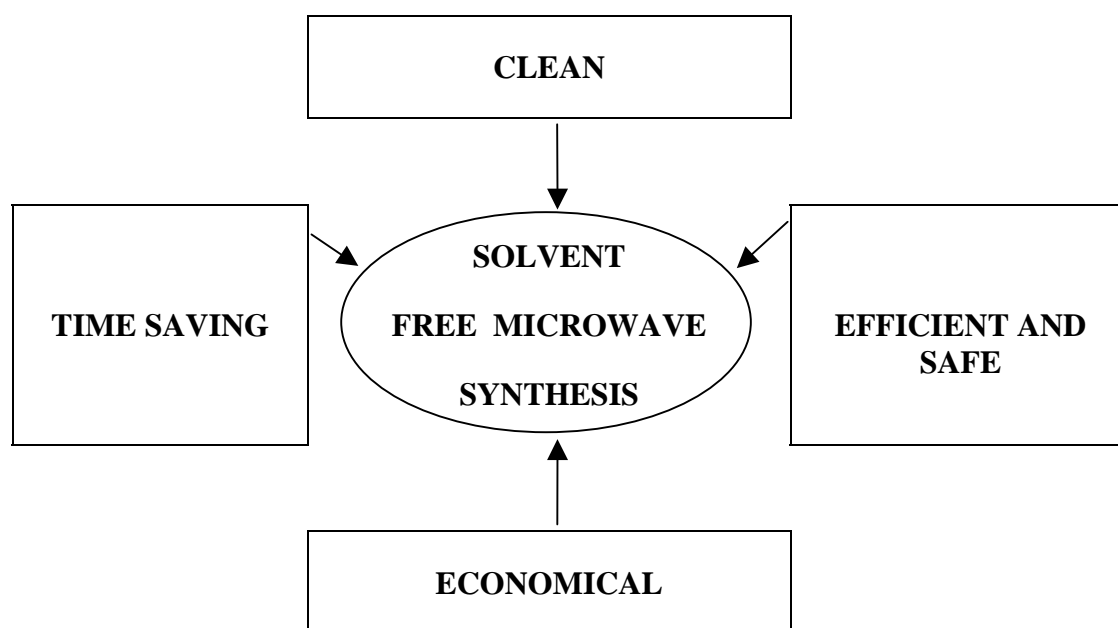 CLEAN
TIME SAVING
SOLVENT
FREE MICROWAVE
SYNTHESIS
EFFICIENT AND
SAFE
ECONOMICAL